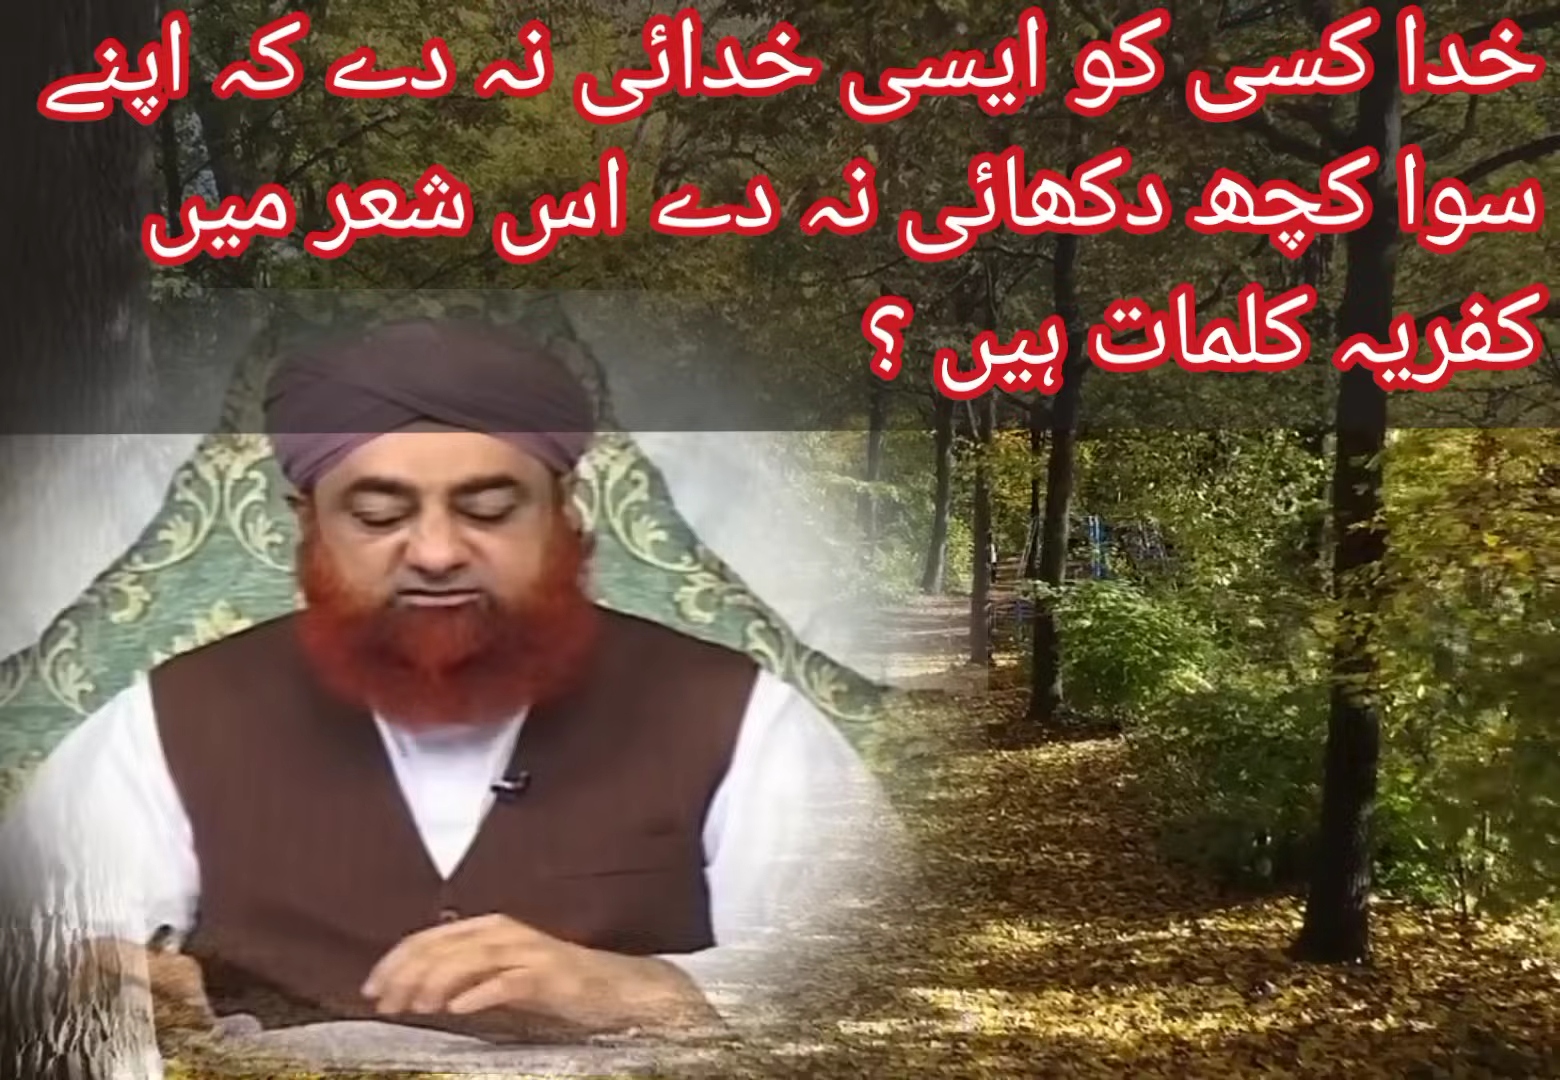 خدا کسی کو ایسی خدائی نہ دے کہ اپنے
سوا کچھ دکھائی نہ دے اس شعر میں
کفریہ کلمات ہیں ؟